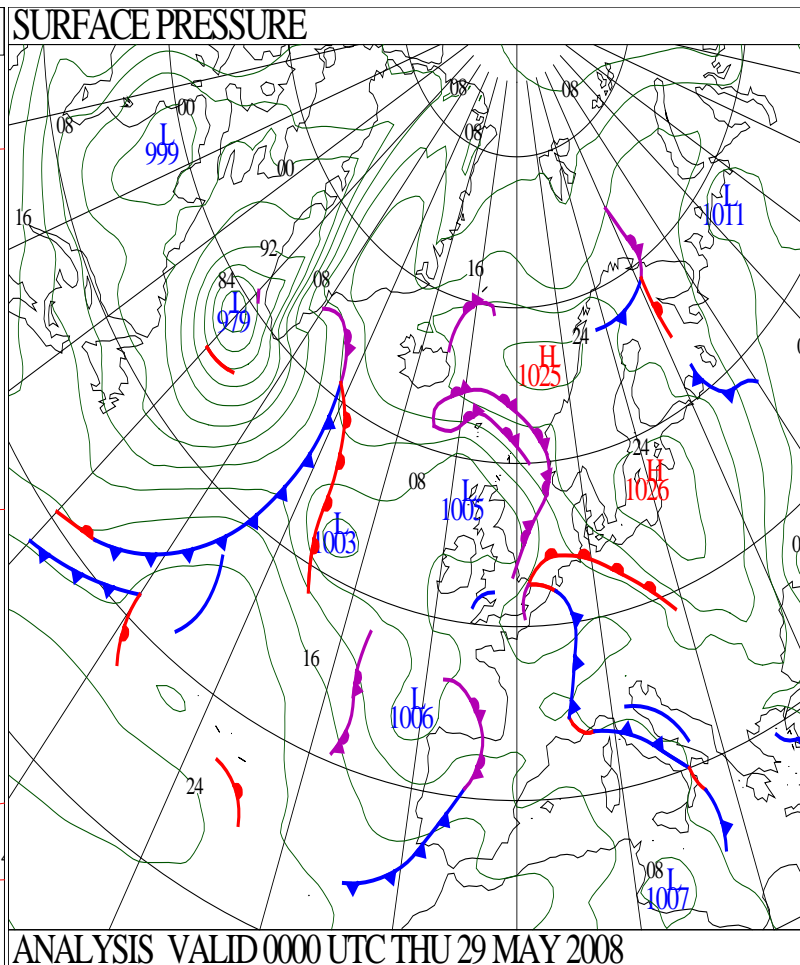 SURFACE PRESSURE
08
00
08
08
L
999
08
00
L
1011
16
92
84
08
16
L
979
24
H
1025
24
H
1026
08
L
1005
L
1003
16
L
1006
24
08
L
1007
ANALYSIS VALID 0000 UTC THU 29 MAY 2008